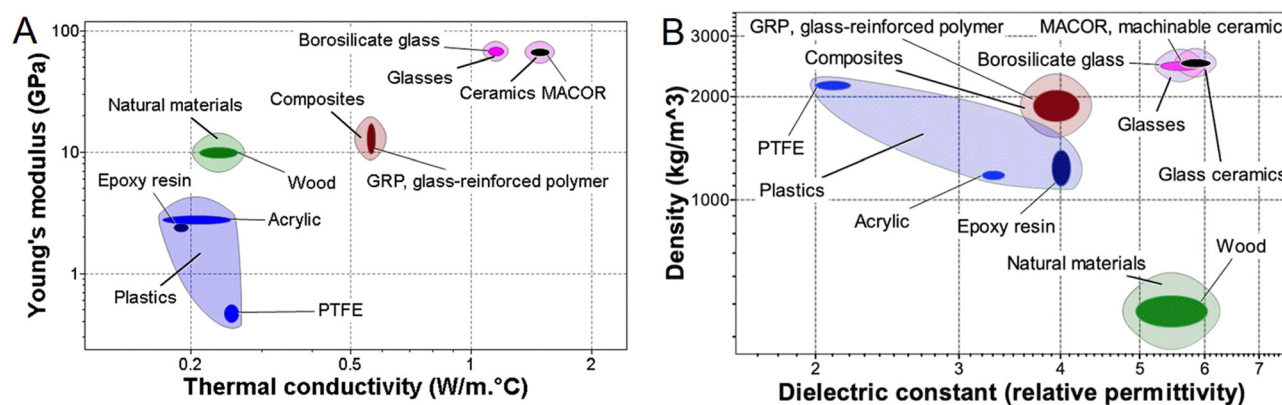 A
100
10
1
Young's modulus (GPa)
Borosilicate glass
Glasses
Ceramics MACOR
Natural materials
Composites
Wood
GRP, glass-reinforced polymer
Epoxy resin
Acrylic
Plastics
PTFE
0.2
0.5
1
2
Thermal conductivity (W/m.°C)
B
3000
2000
1000
Density (kg/m^3)
GRP, glass-reinforced polymer
MACOR, machinable ceramic
Composites
Borosilicate glass
PTFE
Glasses
Plastics
Glass ceramics
Acrylic
Epoxy resin
Natural materials
Wood
2
3
4
5
6
7
Dielectric constant (relative permittivity)